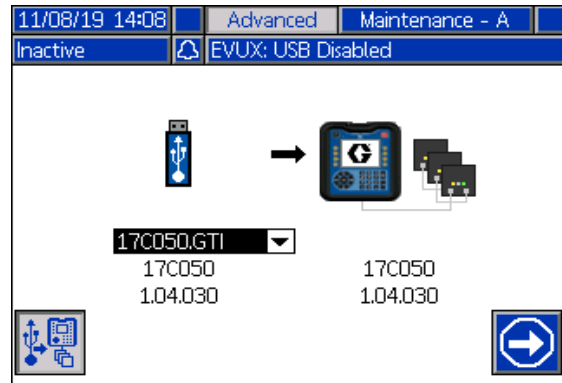 11/08/19 14:08 Advanced Maintenance - A
Inactive EVUX: USB Disabled
17C050.GTI
17C050 17C050
1.04.030 1.04.030